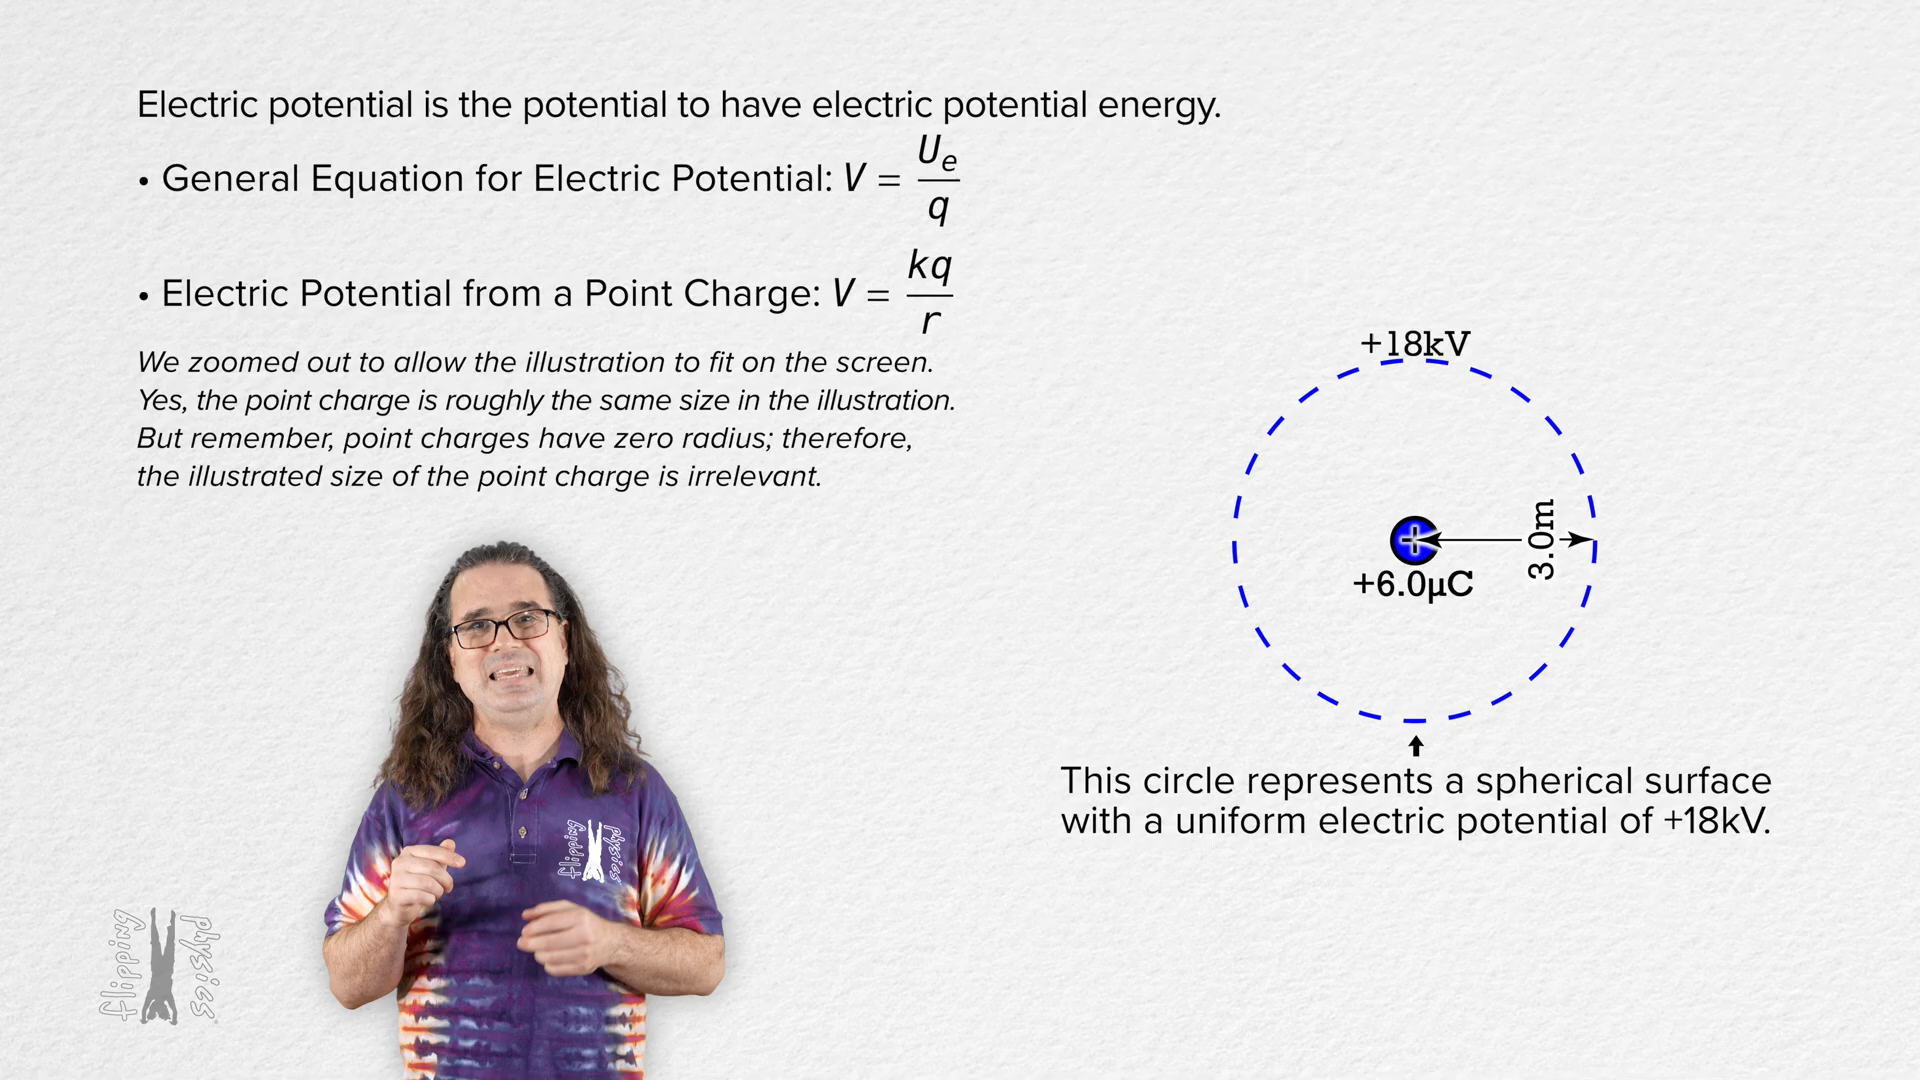 Electric potential is the potential to have electric potential energy.
• General Equation for Electric Potential: V = Ue/q
• Electric Potential from a Point Charge: V = kq/r
We zoomed out to allow the illustration to fit on the screen.
Yes, the point charge is roughly the same size in the illustration.
But remember, point charges have zero radius; therefore,
the illustrated size of the point charge is irrelevant.
+18kV
+
3.0m
+6.0μC
This circle represents a spherical surface
with a uniform electric potential of +18kV.
flipping physics
flipping physics